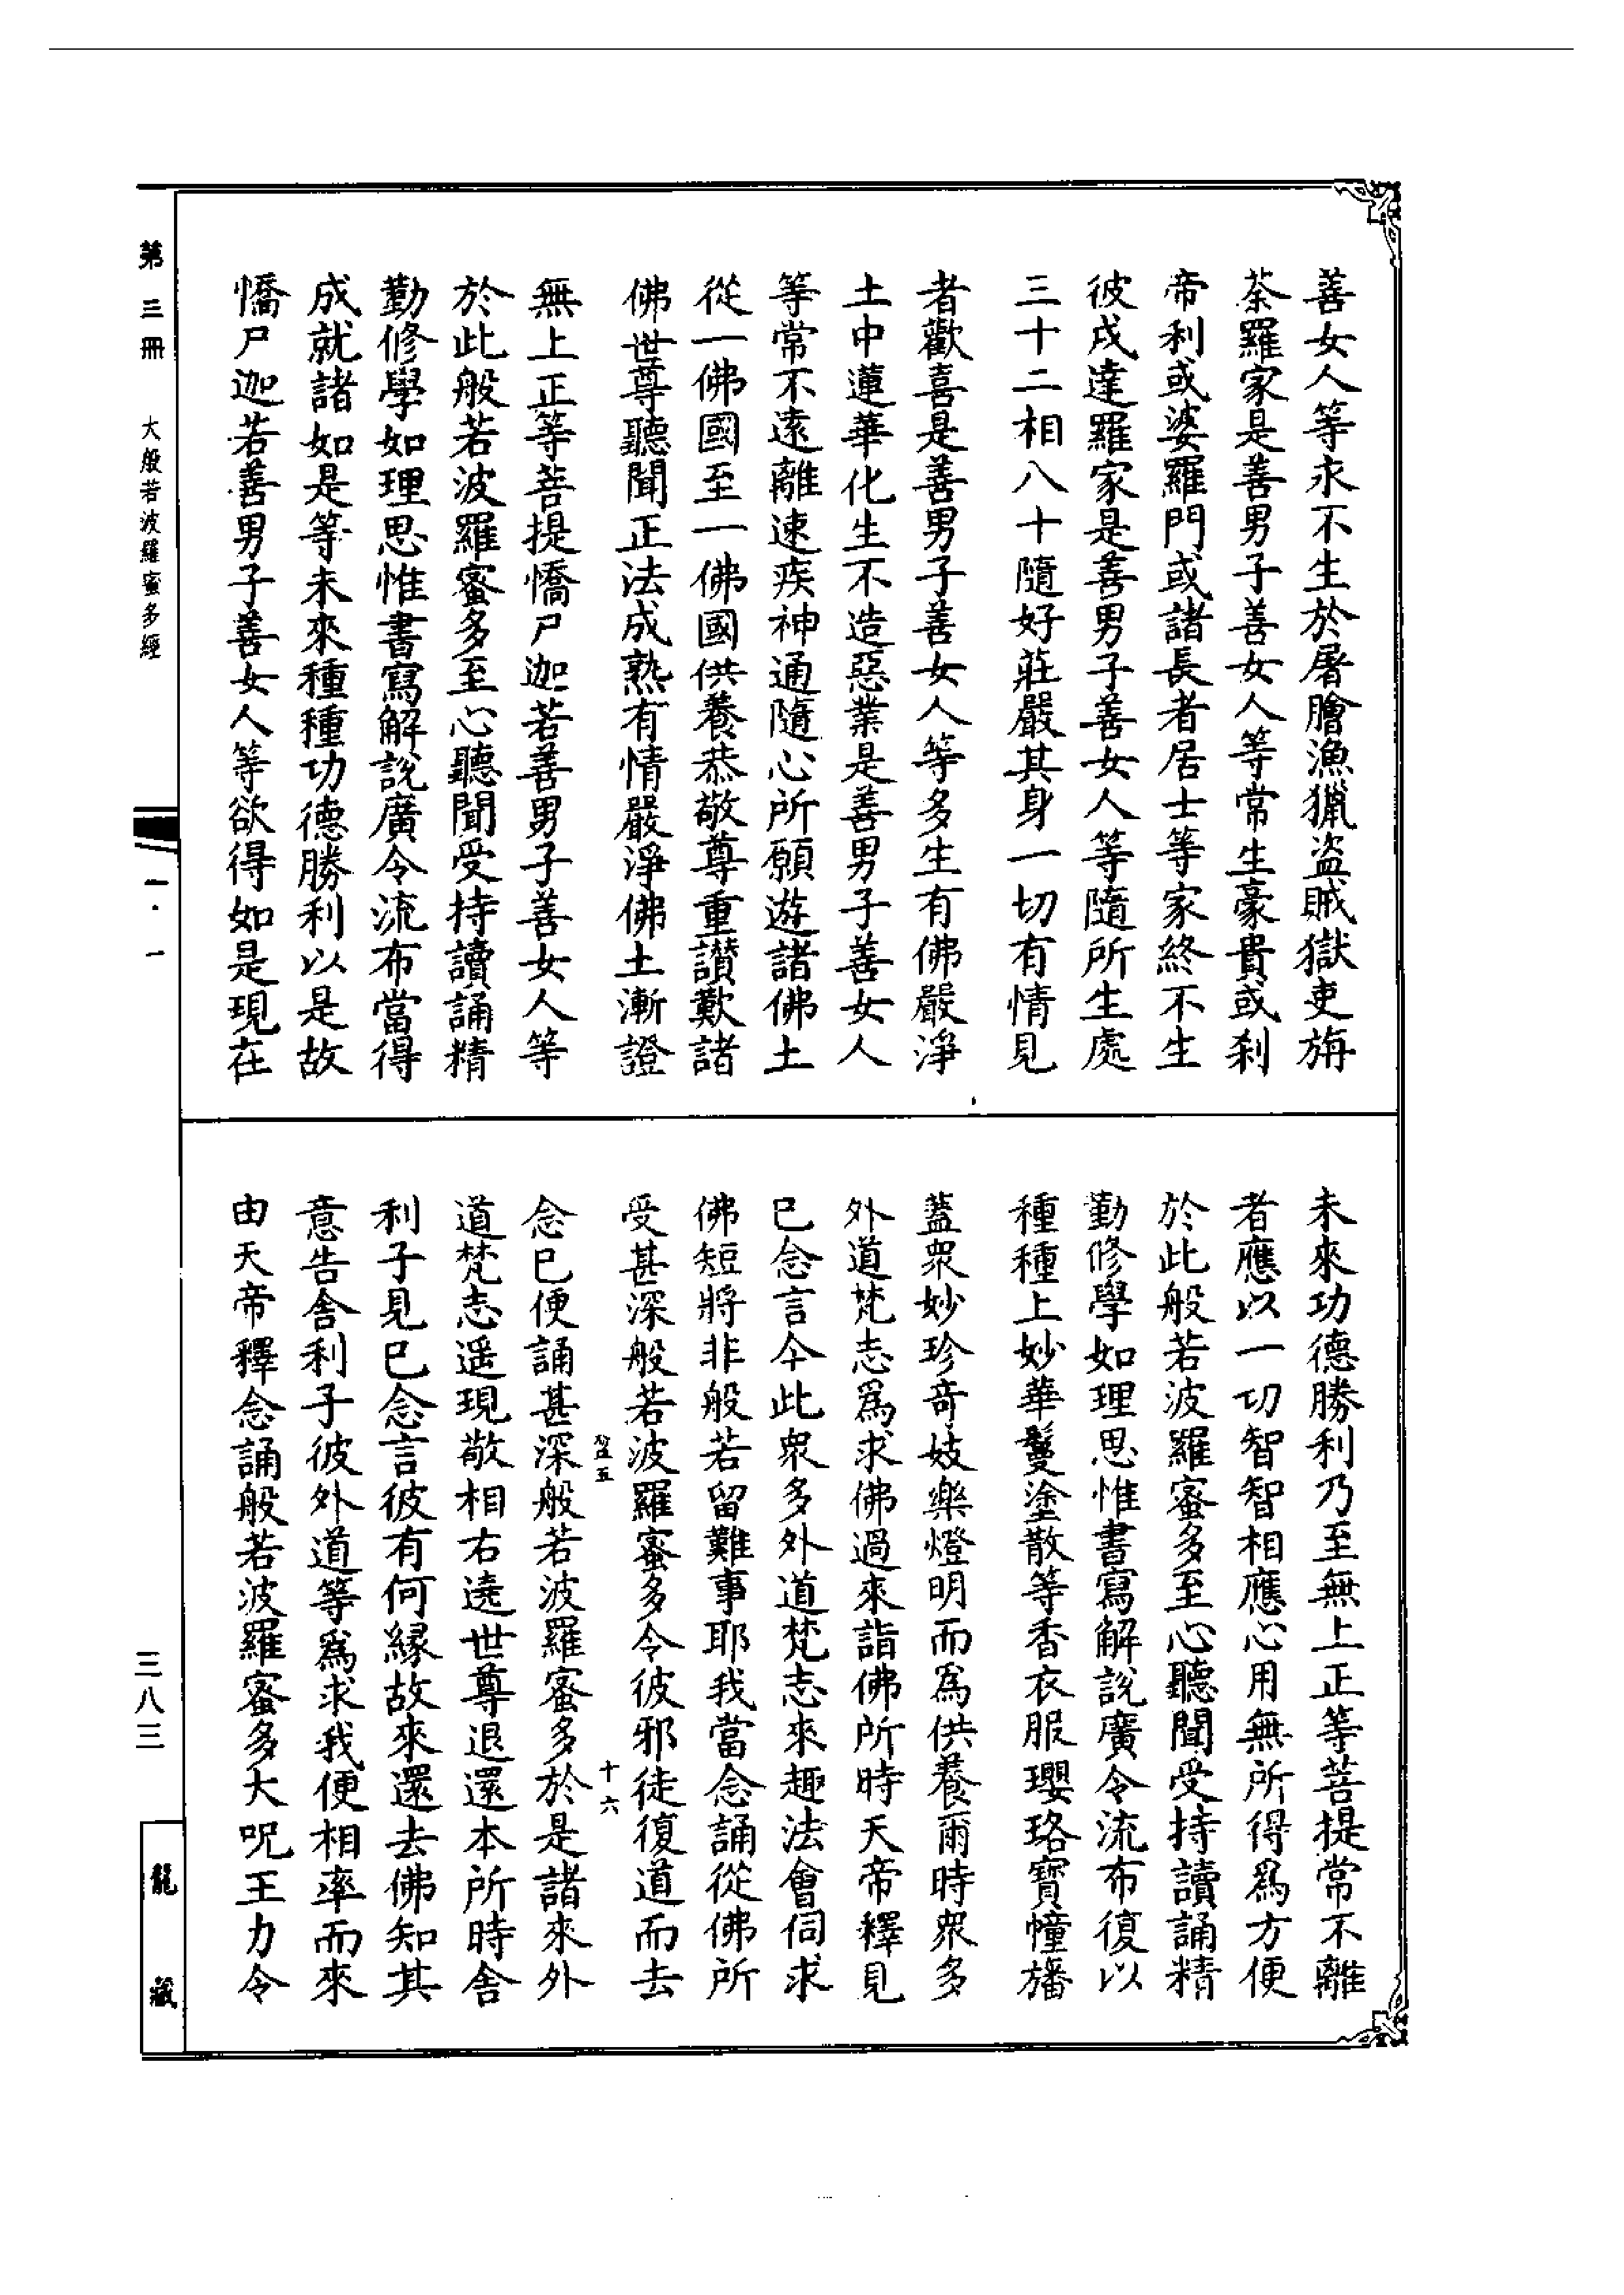 善女人等永不生於屠膾漁獵盜賊獄吏旃
荼羅家是善男子善女人等常生豪貴或刹
帝利或婆羅門或諸長者居士等家終不生
彼戍達羅家是善男子善女人等隨所生處
三十二相八十隨好莊嚴其身一切有情見
者歡喜是善男子善女人等多生有佛嚴淨
土中蓮華化生不造惡業是善男子善女人
等常不遠離速疾神通隨心所願遊諸佛土
從一佛國至一佛國供養恭敬尊重讃歎諸
佛世尊聽聞正法成熟有情嚴淨佛土漸證
無上正等菩提憍尸迦若善男子善女人等
於此般若波羅蜜多至心聽聞受持讀誦精
勤修學如理思惟書寫解說廣令流布當得
成就諸如是等未來種種功德勝利以是故
憍尸迦若善男子善女人等欲得如是現在
未來功德勝利乃至無上正等菩提常不離
者應以一切智智相應心用無所得爲方便
於此般若波羅蜜多至心聽聞受持讀誦精
勤修學如理思惟書寫解說廣令流布復以
種種上妙華鬘塗散等香衣服瓔珞寶幢旛
蓋衆妙珍竒妓樂燈明而爲供養爾時衆多
外道梵志爲求佛過來詣佛所時天帝釋見
巳念言今此衆多外道梵志來趣法會伺求
佛短將非般若留難事耶我當念誦從佛所
受甚深般若波羅蜜多令彼邪徒復道而去
念巳便誦甚深般若波羅蜜多於是諸來外
道梵志遥現敬相右遶世尊退還本所時舍
利子見巳念言彼有何緣故來還去佛知其
意告舍利子彼外道等爲求我便相率而來
由天帝釋念誦般若波羅蜜多大呪王力令
五
十六
第三冊
大般若波羅蜜多經
一·一
三八三
龍藏